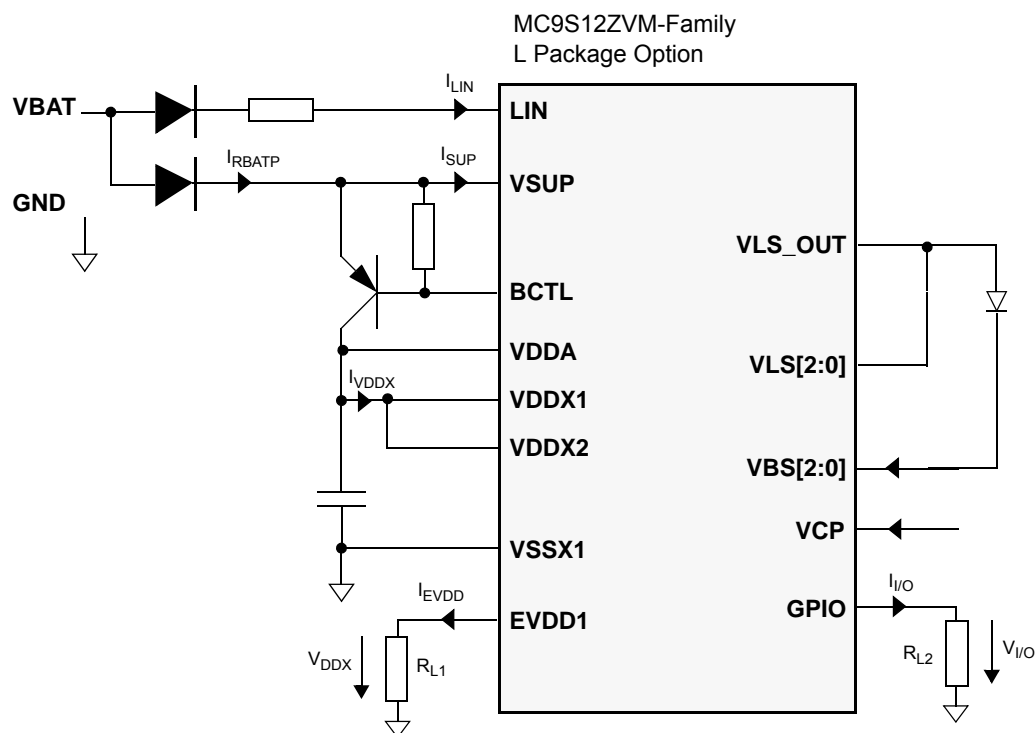 MC9S12ZVM-Family
L Package Option
VBAT
I_LIN
LIN
I_RBATP
I_SUP
VSUP
GND
BCTL
VDDA
I_VDDX
VDDX1
VDDX2
VSSX1
I_EVDD
EVDD1
V_DDX
R_L1
VLS_OUT
VLS[2:0]
VBS[2:0]
VCP
I_I/O
GPIO
R_L2
V_I/O